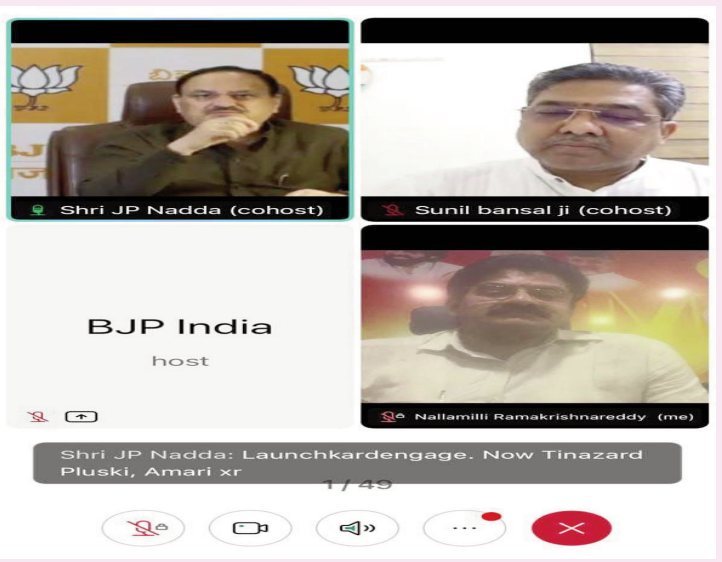 Shri JP Nadda (cohost)
Sunil bansal ji (cohost)
BJP India
host
Nallamilli Ramakrishnareddy (me)
Shri JP Nadda: Launchkardengage. Now Tinazard
Pluski, Amari xr
1 / 49